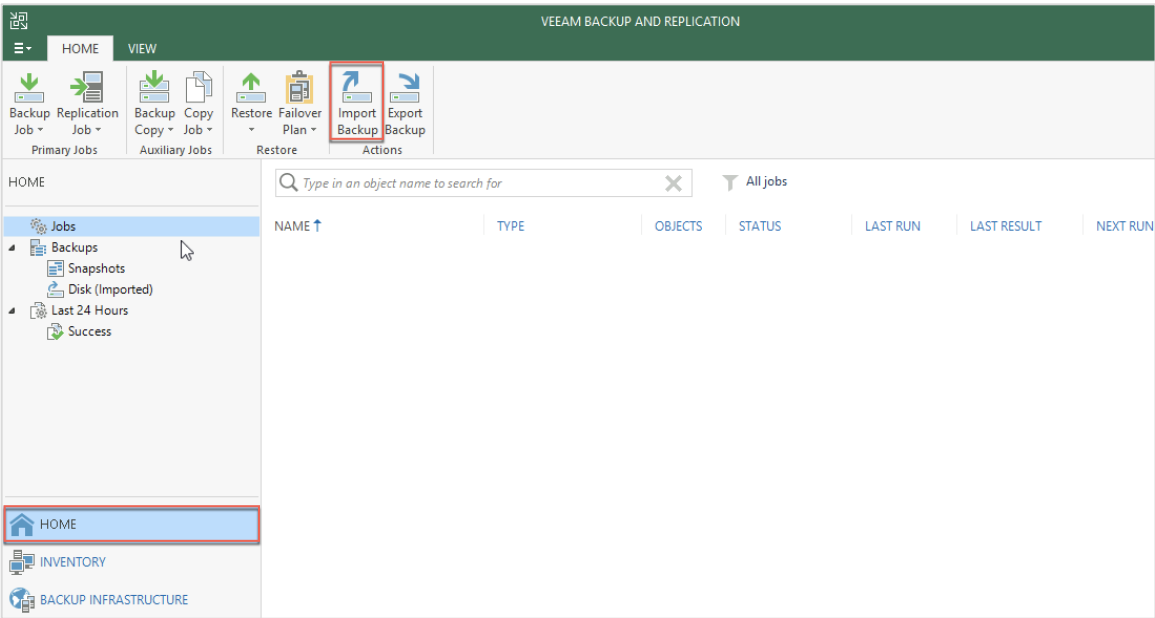 VEEAM BACKUP AND REPLICATION
HOME VIEW
Backup Replication Backup Copy Restore Failover Import Export
Job Job Copy Job Plan Backup Backup
Primary Jobs Auxiliary Jobs Restore Actions
HOME
Type in an object name to search for
All jobs
Jobs
NAME TYPE OBJECTS STATUS LAST RUN LAST RESULT NEXT RUN
Backups
Snapshots
Disk (Imported)
Last 24 Hours
Success
HOME
INVENTORY
BACKUP INFRASTRUCTURE